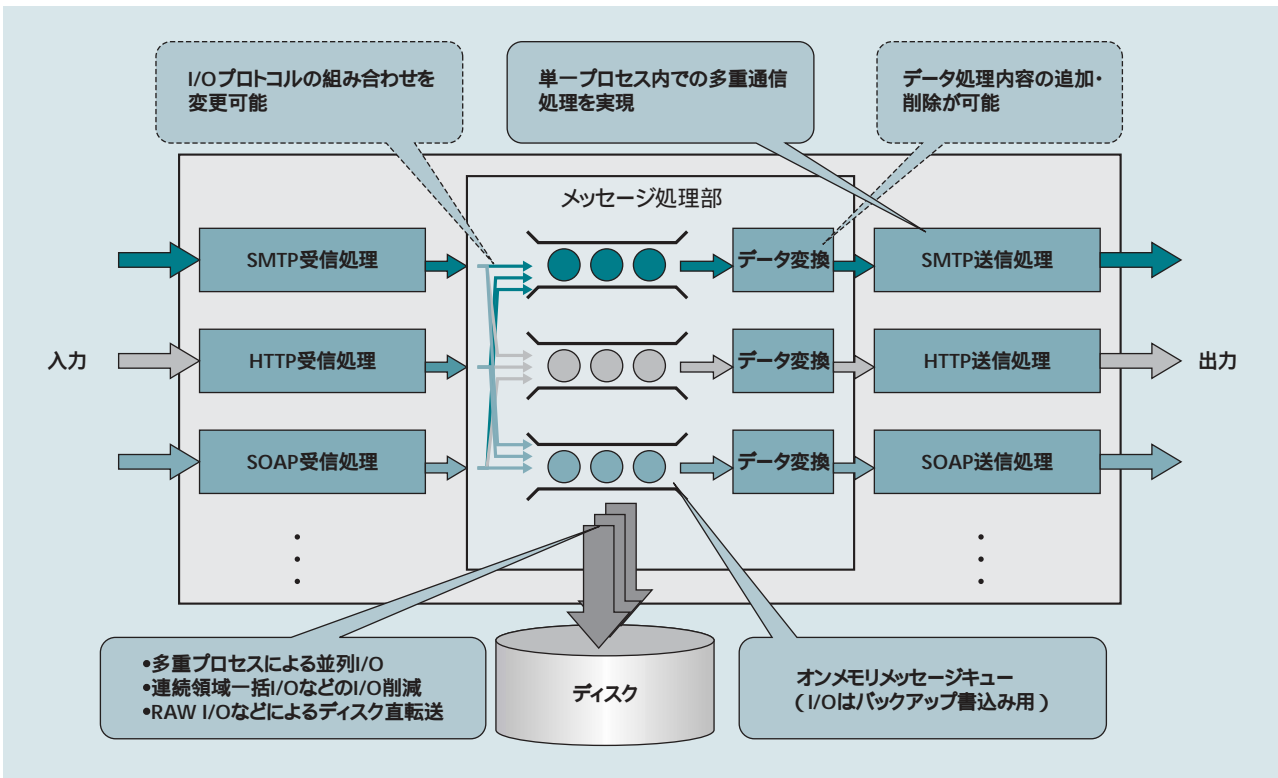 I/Oプロトコルの組み合わせを
変更可能
単一プロセス内での多重通信
処理を実現
データ処理内容の追加・
削除が可能
メッセージ処理部
SMTP受信処理
データ変換
SMTP送信処理
入力
HTTP受信処理
データ変換
HTTP送信処理
出力
SOAP受信処理
データ変換
SOAP送信処理
•多重プロセスによる並列I/O
•連続領域一括I/OなどのI/O削減
•RAW I/Oなどによるディスク直転送
ディスク
オンメモリメッセージキュー
（I/Oはバックアップ書込み用）